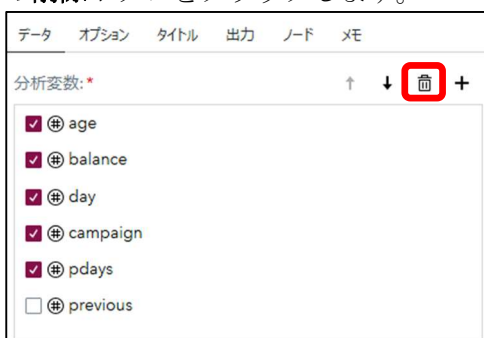 データ オプション タイトル 出力 ノード メモ
分析変数:*
age
balance
day
campaign
pdays
previous